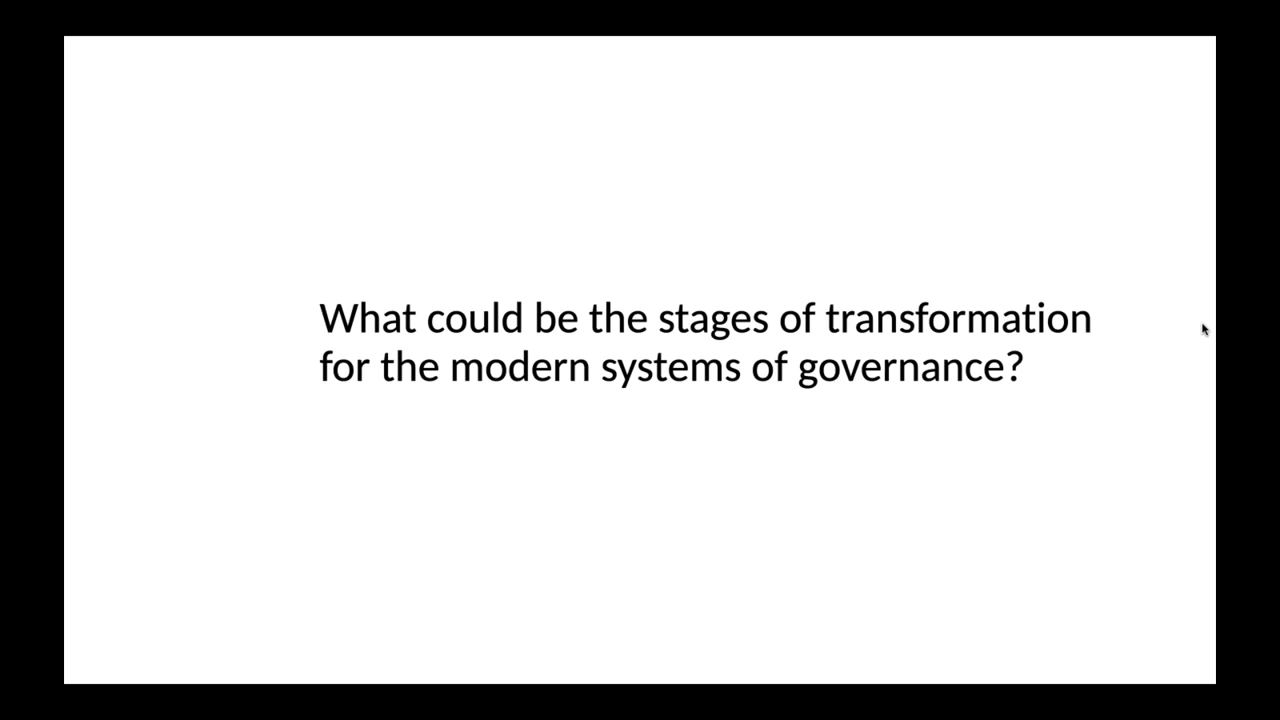 What could be the stages of transformation
for the modern systems of governance?